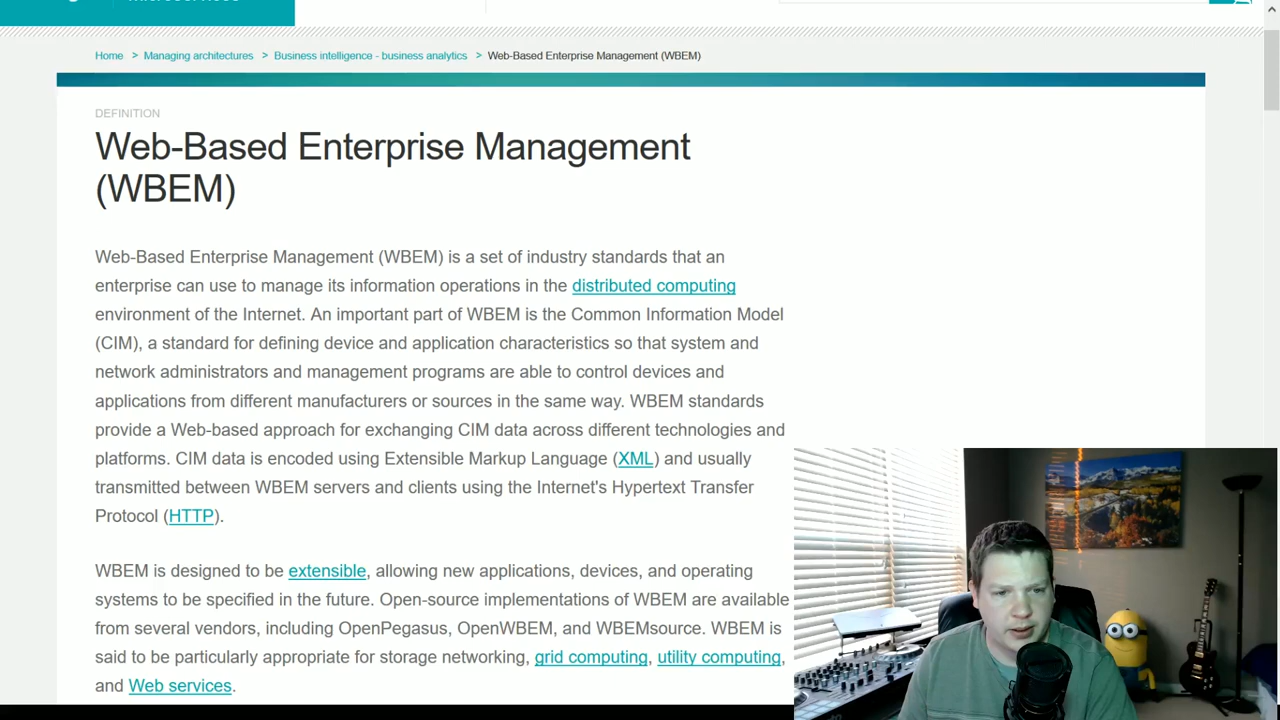 Home > Managing architectures > Business intelligence - business analytics > Web-Based Enterprise Management (WBEM)
DEFINITION
Web-Based Enterprise Management
(WBEM)
Web-Based Enterprise Management (WBEM) is a set of industry standards that an
enterprise can use to manage its information operations in the distributed computing
environment of the Internet. An important part of WBEM is the Common Information Model
(CIM), a standard for defining device and application characteristics so that system and
network administrators and management programs are able to control devices and
applications from different manufacturers or sources in the same way. WBEM standards
provide a Web-based approach for exchanging CIM data across different technologies and
platforms. CIM data is encoded using Extensible Markup Language (XML) and usually
transmitted between WBEM servers and clients using the Internet's Hypertext Transfer
Protocol (HTTP).
WBEM is designed to be extensible, allowing new applications, devices, and operating
systems to be specified in the future. Open-source implementations of WBEM are available
from several vendors, including OpenPegasus, OpenWBEM, and WBEMsource. WBEM is
said to be particularly appropriate for storage networking, grid computing, utility computing,
and Web services.